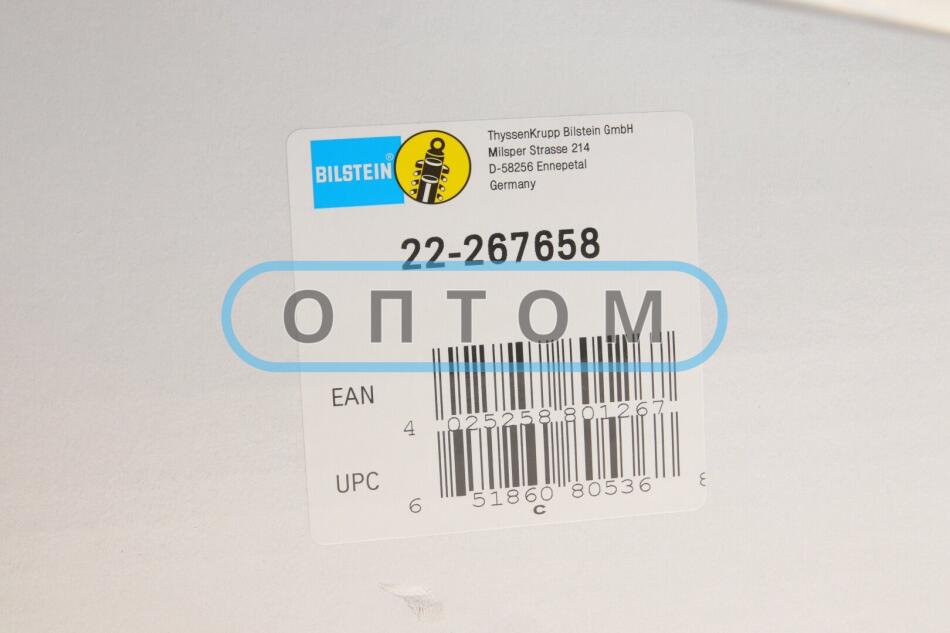 BILSTEIN®
ThyssenKrupp Bilstein GmbH
Milsper Strasse 214
D-58256 Ennepetal
Germany
22-267658
ОПТОМ
EAN
4 025258 801267
UPC
6 51860 80536 8
C